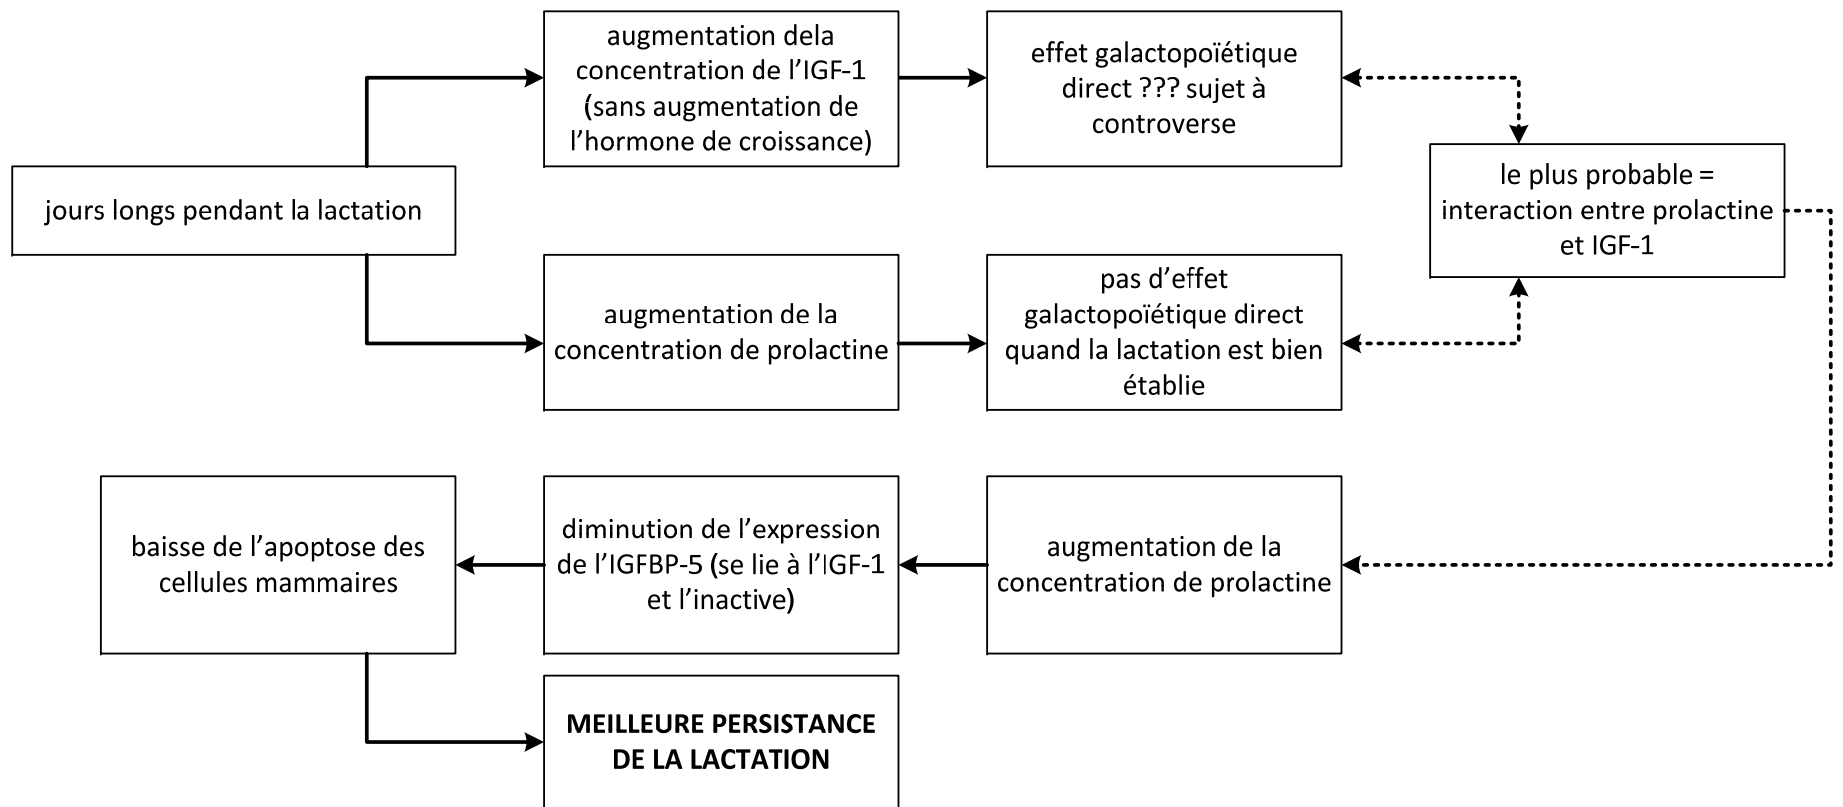 augmentation dela
concentration de l’IGF-1
(sans augmentation de
l’hormone de croissance)
effet galactopoïétique
direct ??? sujet à
controverse
jours longs pendant la lactation
le plus probable =
interaction entre prolactine
et IGF-1
augmentation de la
concentration de prolactine
pas d’effet
galactopoïétique direct
quand la lactation est bien
établie
baisse de l’apoptose des
cellules mammaires
diminution de l’expression
de l’IGFBP-5 (se lie à l’IGF-1
et l’inactive)
augmentation de la
concentration de prolactine
MEILLEURE PERSISTANCE
DE LA LACTATION